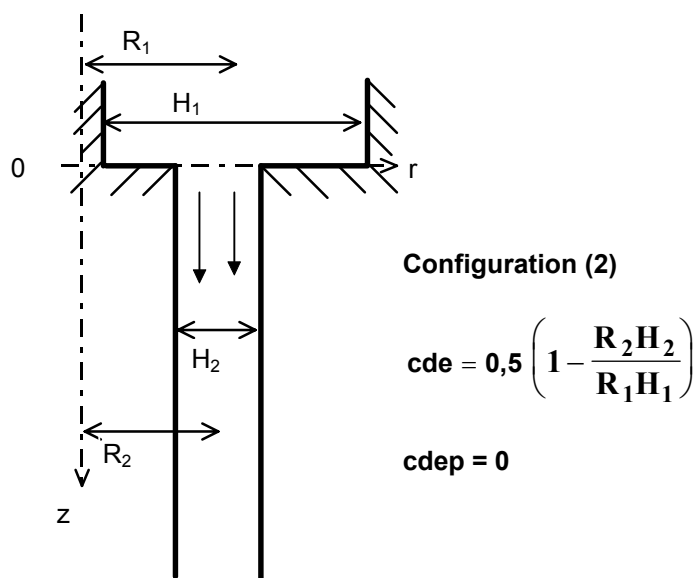 R₁
H₁
0
r
Configuration (2)
H₂
cde = 0,5 (1 − R₂H₂ / R₁H₁)
R₂
cdep = 0
z